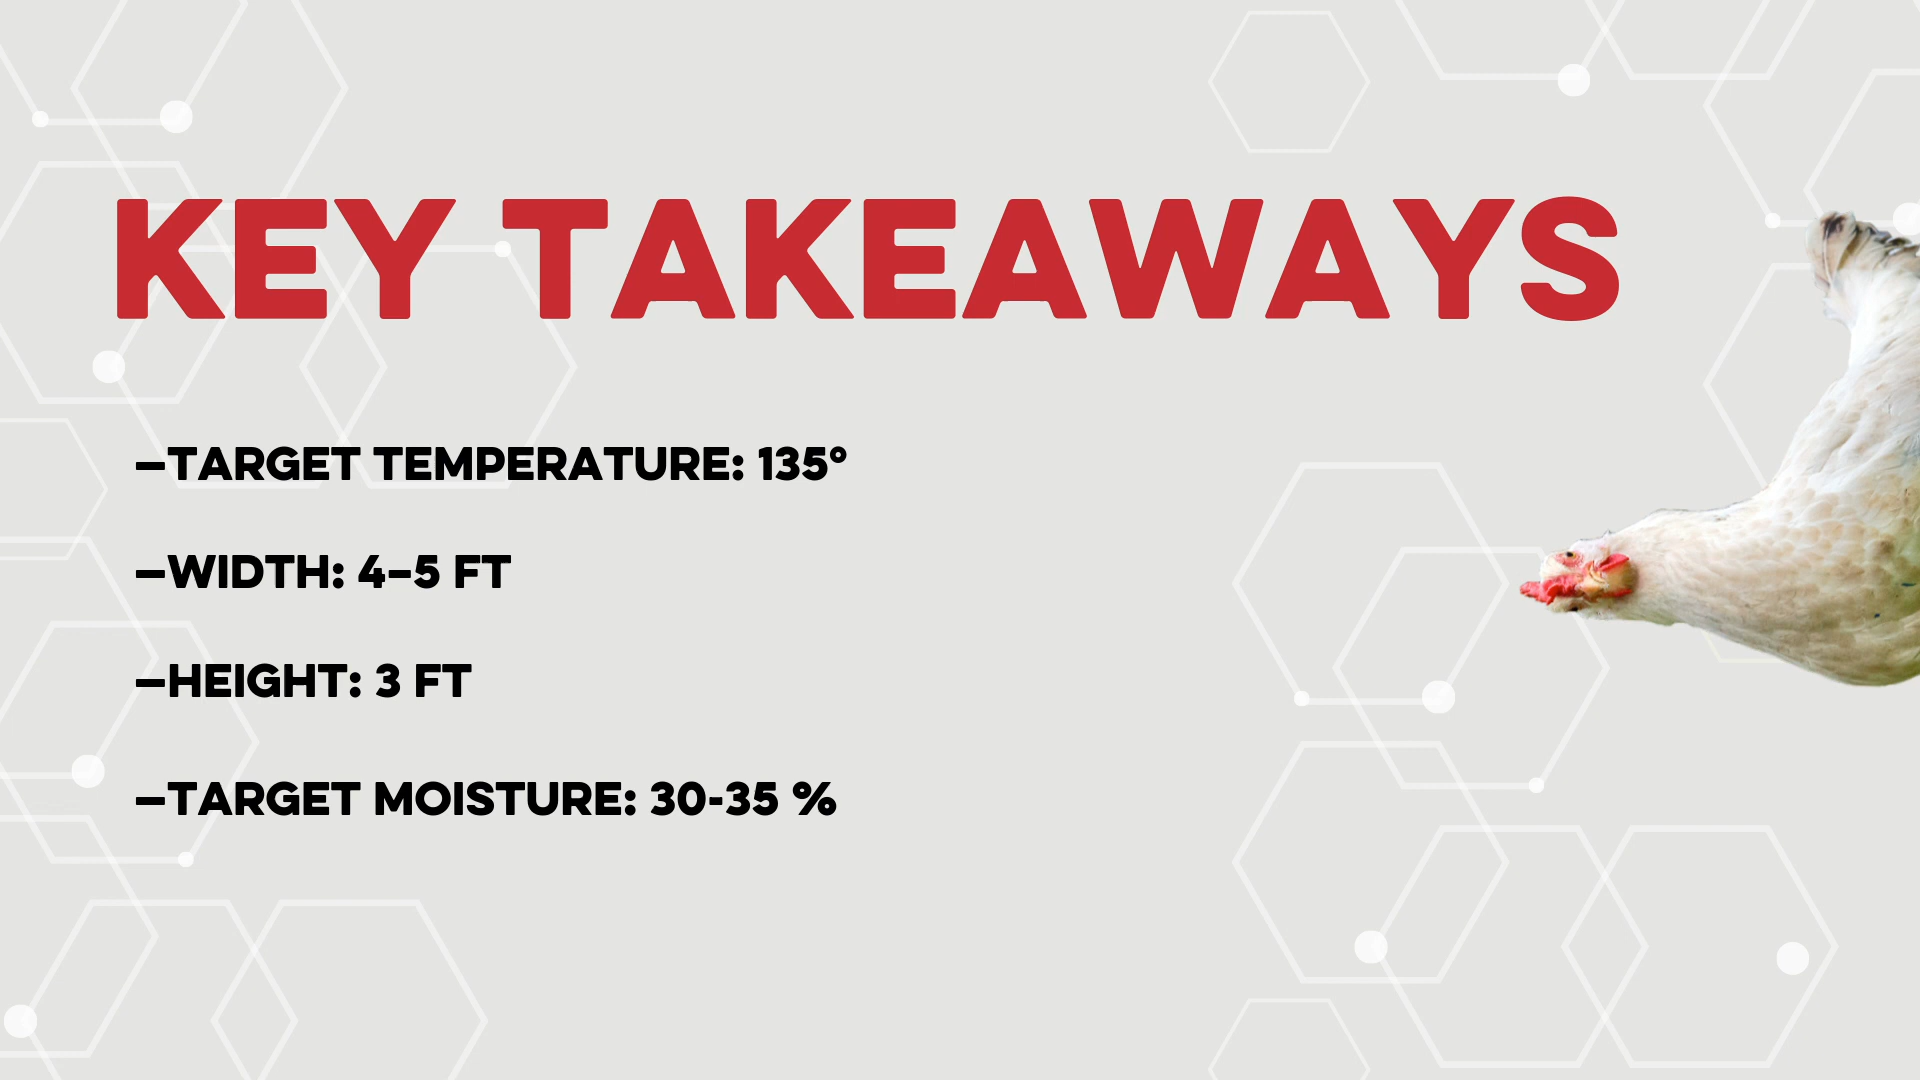 KEY TAKEAWAYS
–TARGET TEMPERATURE: 135°
–WIDTH: 4–5 FT
–HEIGHT: 3 FT
–TARGET MOISTURE: 30-35 %